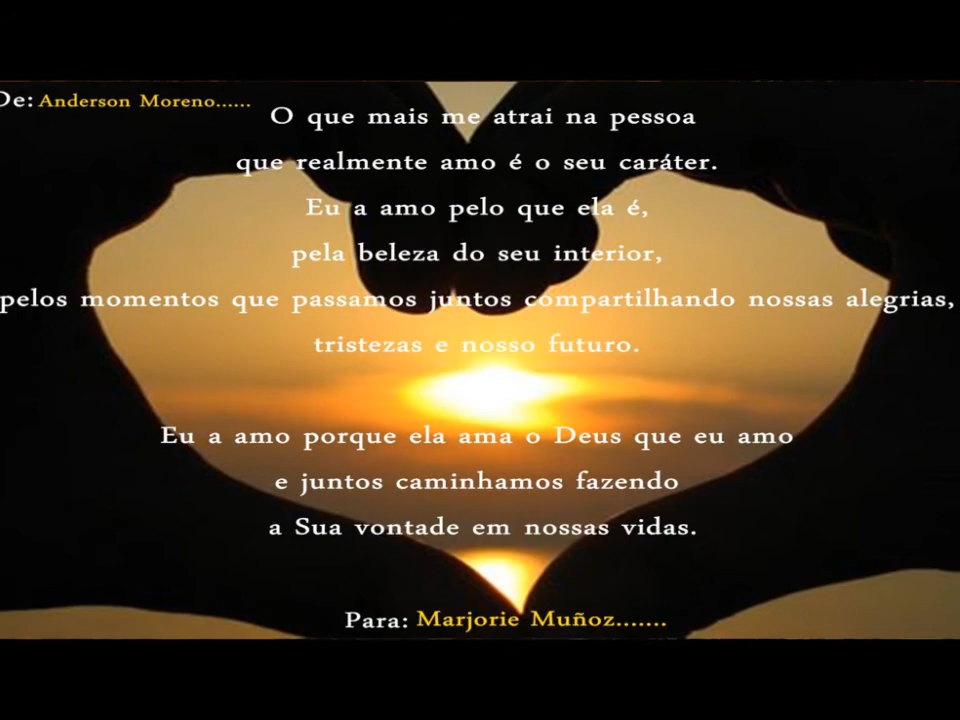 De: Anderson Moreno......
O que mais me atrai na pessoa
que realmente amo é o seu caráter.
Eu a amo pelo que ela é,
pela beleza do seu interior,
pelos momentos que passamos juntos compartilhando nossas alegrias,
tristezas e nosso futuro.
Eu a amo porque ela ama o Deus que eu amo
e juntos caminhamos fazendo
a Sua vontade em nossas vidas.
Para: Marjorie Muñoz.......